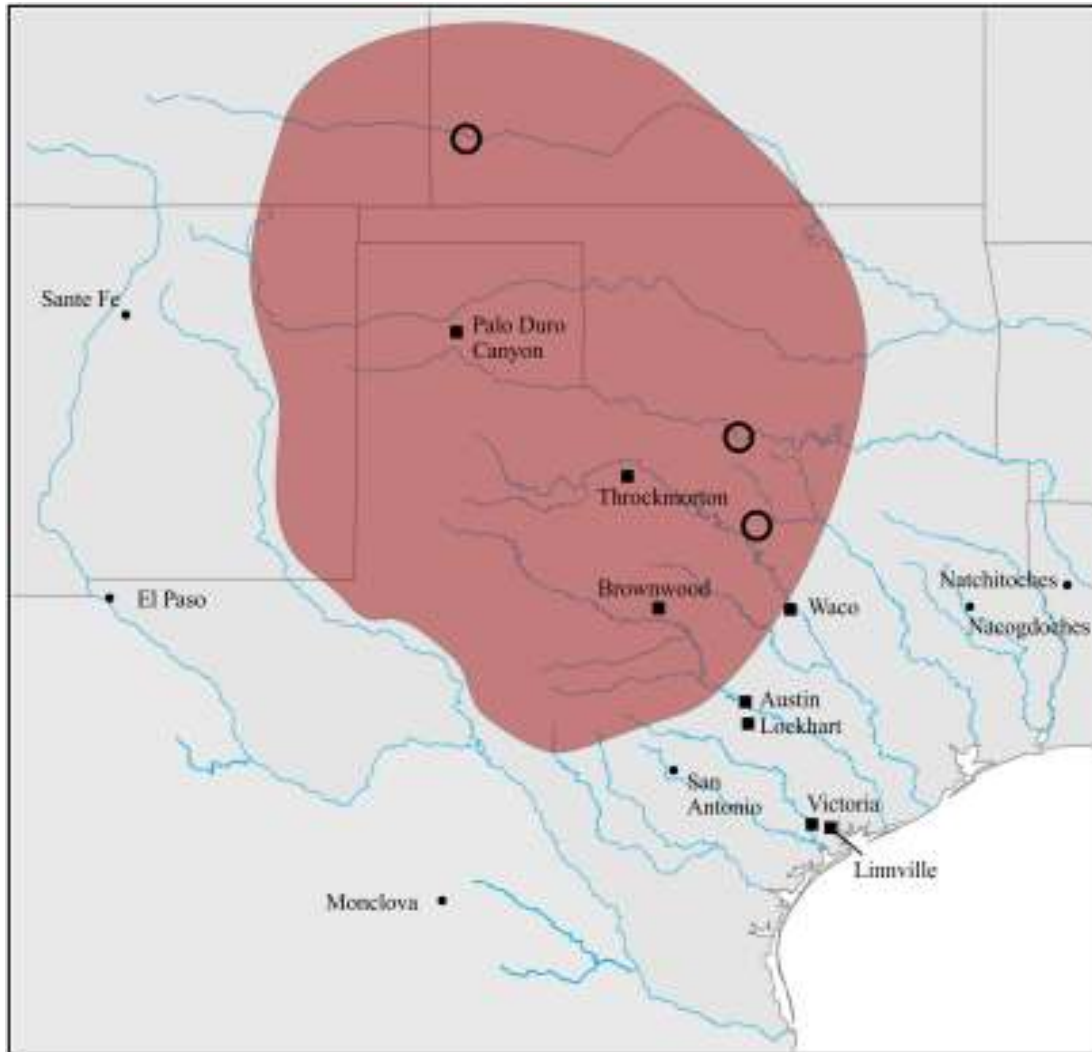 Sante Fe
Palo Duro
Canyon
Throckmorton
Brownwood
El Paso
Waco
Natchitoches
Nacogdoches
Austin
Lockhart
San
Antonio
Victoria
Linnville
Monclova